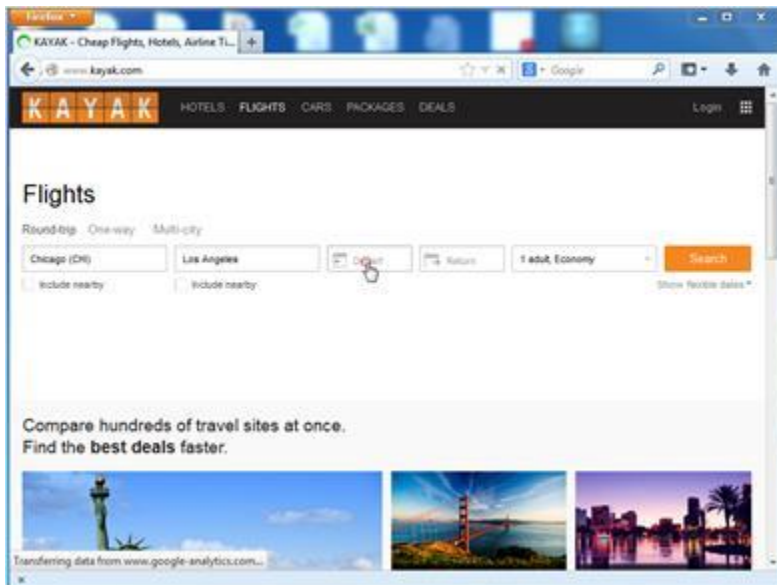 Firefox
KAYAK - Cheap Flights, Hotels, Airline Ti...
www.kayak.com
Google
KAYAK HOTELS FLIGHTS CARS PACKAGES DEALS Login
Flights
Round-trip One-way Multi-city
Chicago (CHI) Los Angeles Return 1 adult, Economy Search
Include nearby Include nearby Show flexible dates
Compare hundreds of travel sites at once.
Find the best deals faster.
Transferring data from www.google-analytics.com...